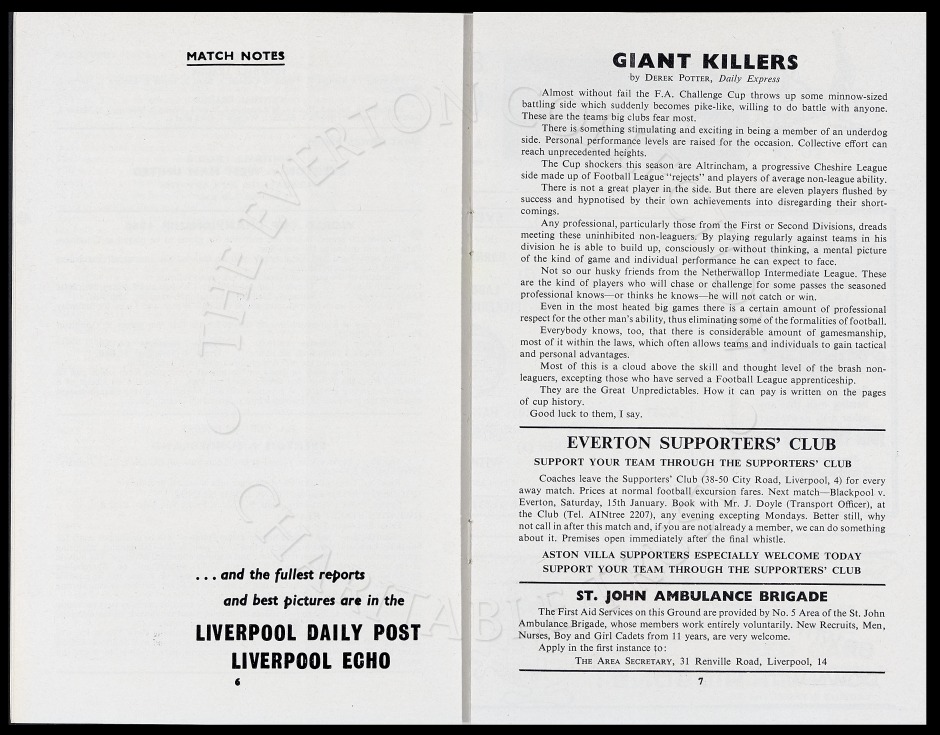 MATCH NOTES
... and the fullest reports
and best pictures are in the
LIVERPOOL DAILY POST
LIVERPOOL ECHO
6
GIANT KILLERS
by DEREK POTTER, Daily Express
Almost without fail the F.A. Challenge Cup throws up some minnow-sized
battling side which suddenly becomes pike-like, willing to do battle with anyone.
These are the teams big clubs fear most.
There is something stimulating and exciting in being a member of an underdog
side. Personal performance levels are raised for the occasion. Collective effort can
reach unprecedented heights.
The Cup shockers this season are Altrincham, a progressive Cheshire League
side made up of Football League "rejects" and players of average non-league ability.
There is not a great player in the side. But there are eleven players flushed by
success and hypnotised by their own achievements into disregarding their short-
comings.
Any professional, particularly those from the First or Second Divisions, dreads
meeting these uninhibited non-leaguers. By playing regularly against teams in his
division he is able to build up, consciously or without thinking, a mental picture
of the kind of game and individual performance he can expect to face.
Not so our husky friends from the Netherwallop Intermediate League. These
are the kind of players who will chase or challenge for some passes the seasoned
professional knows—or thinks he knows—he will not catch or win.
Even in the most heated big games there is a certain amount of professional
respect for the other man's ability, thus eliminating some of the formalities of football.
Everybody knows, too, that there is considerable amount of gamesmanship,
most of it within the laws, which often allows teams and individuals to gain tactical
and personal advantages.
Most of this is a cloud above the skill and thought level of the brash non-
leaguers, excepting those who have served a Football League apprenticeship.
They are the Great Unpredictables. How it can pay is written on the pages
of cup history.
Good luck to them, I say.
EVERTON SUPPORTERS' CLUB
SUPPORT YOUR TEAM THROUGH THE SUPPORTERS' CLUB
Coaches leave the Supporters' Club (38-50 City Road, Liverpool, 4) for every
away match. Prices at normal football excursion fares. Next match—Blackpool v.
Everton, Saturday, 15th January. Book with Mr. J. Doyle (Transport Officer), at
the Club (Tel. AINtree 2207), any evening excepting Mondays. Better still, why
not call in after this match and, if you are not already a member, we can do something
about it. Premises open immediately after the final whistle.
ASTON VILLA SUPPORTERS ESPECIALLY WELCOME TODAY
SUPPORT YOUR TEAM THROUGH THE SUPPORTERS' CLUB
ST. JOHN AMBULANCE BRIGADE
The First Aid Services on this Ground are provided by No. 5 Area of the St. John
Ambulance Brigade, whose members work entirely voluntarily. New Recruits, Men,
Nurses, Boy and Girl Cadets from 11 years, are very welcome.
Apply in the first instance to:
THE AREA SECRETARY, 31 Renville Road, Liverpool, 14
7